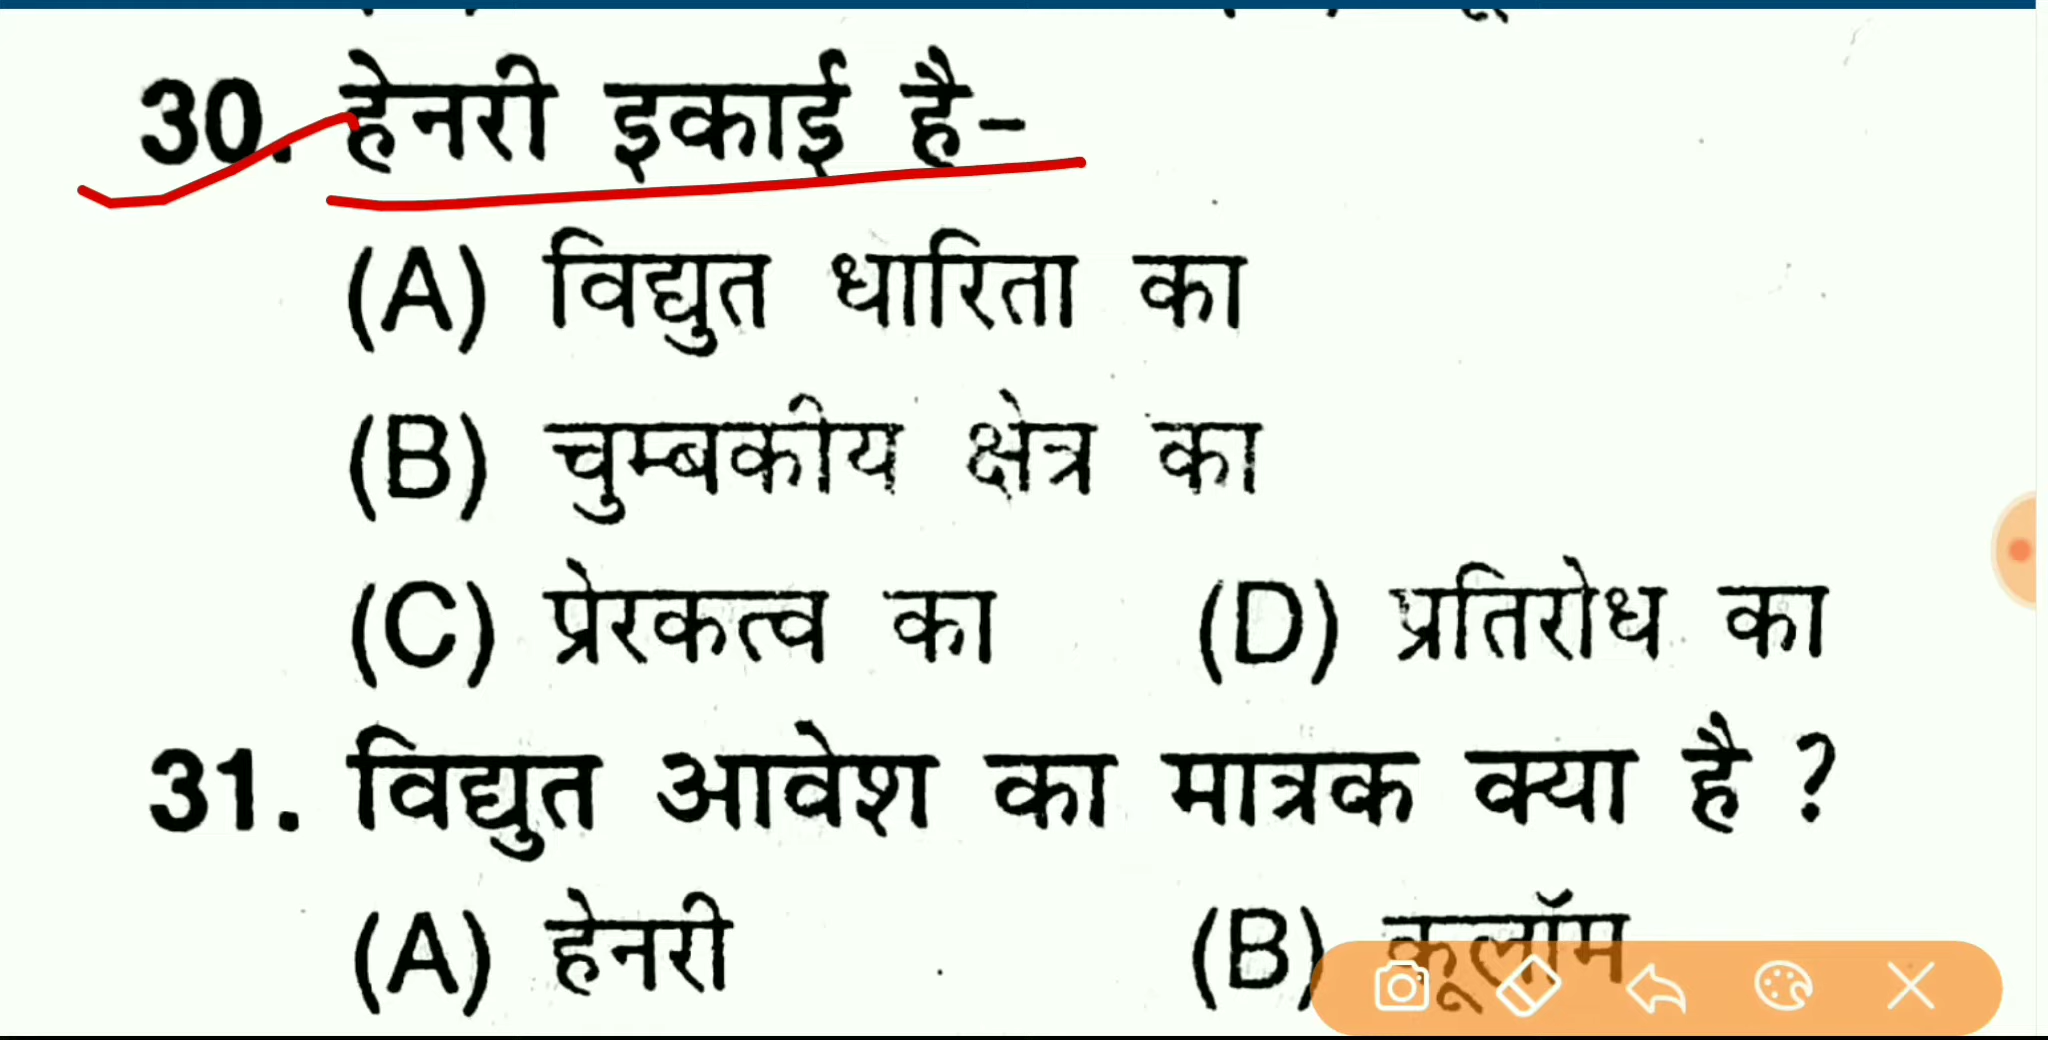 30. हेनरी इकाई है-
(A) विद्युत धारिता का
(B) चुम्बकीय क्षेत्र का
(C) प्रेरकत्व का (D) प्रतिरोध का
31. विद्युत आवेश का मात्रक क्या है ?
(A) हेनरी (B) कूलॉम